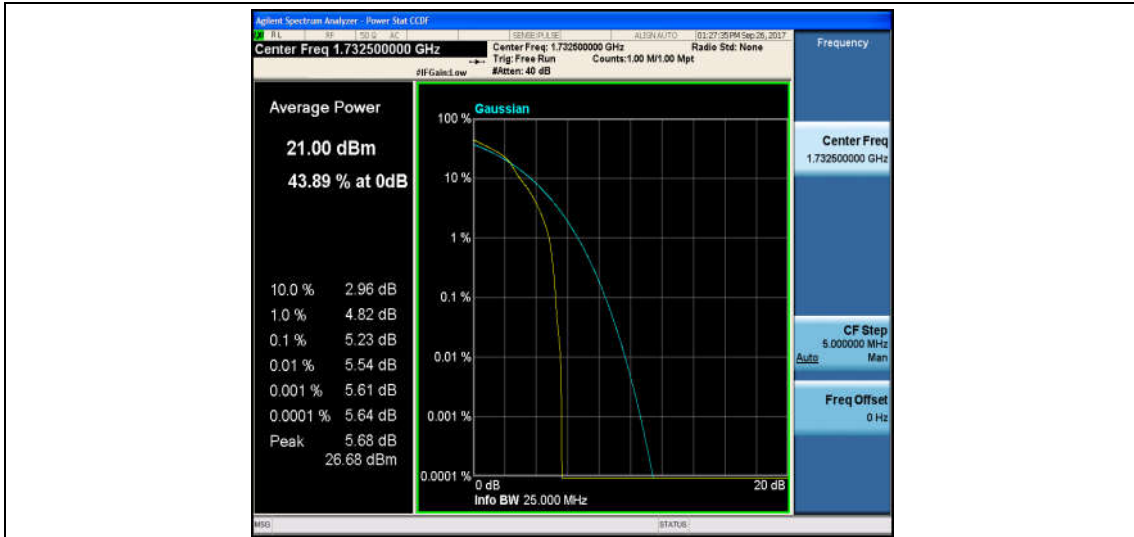 Agilent Spectrum Analyzer - Power Stat CCDF
RL RF 50 Ω AC SENSE:PULSE ALIGN AUTO 01:27:35 PM Sep 26, 2017
Center Freq 1.732500000 GHz
Center Freq: 1.732500000 GHz Radio Std: None
Trig: Free Run Counts:1.00 M/1.00 Mpt
#IFGain:Low #Atten: 40 dB
Frequency
Average Power
21.00 dBm
43.89 % at 0dB
10.0 % 2.96 dB
1.0 % 4.82 dB
0.1 % 5.23 dB
0.01 % 5.54 dB
0.001 % 5.61 dB
0.0001 % 5.64 dB
Peak 5.68 dB
26.68 dBm
Gaussian
100 %
10 %
1 %
0.1 %
0.01 %
0.001 %
0.0001 %
0 dB 20 dB
Info BW 25.000 MHz
Center Freq
1.732500000 GHz
CF Step
5.000000 MHz
Auto Man
Freq Offset
0 Hz
MSG STATUS